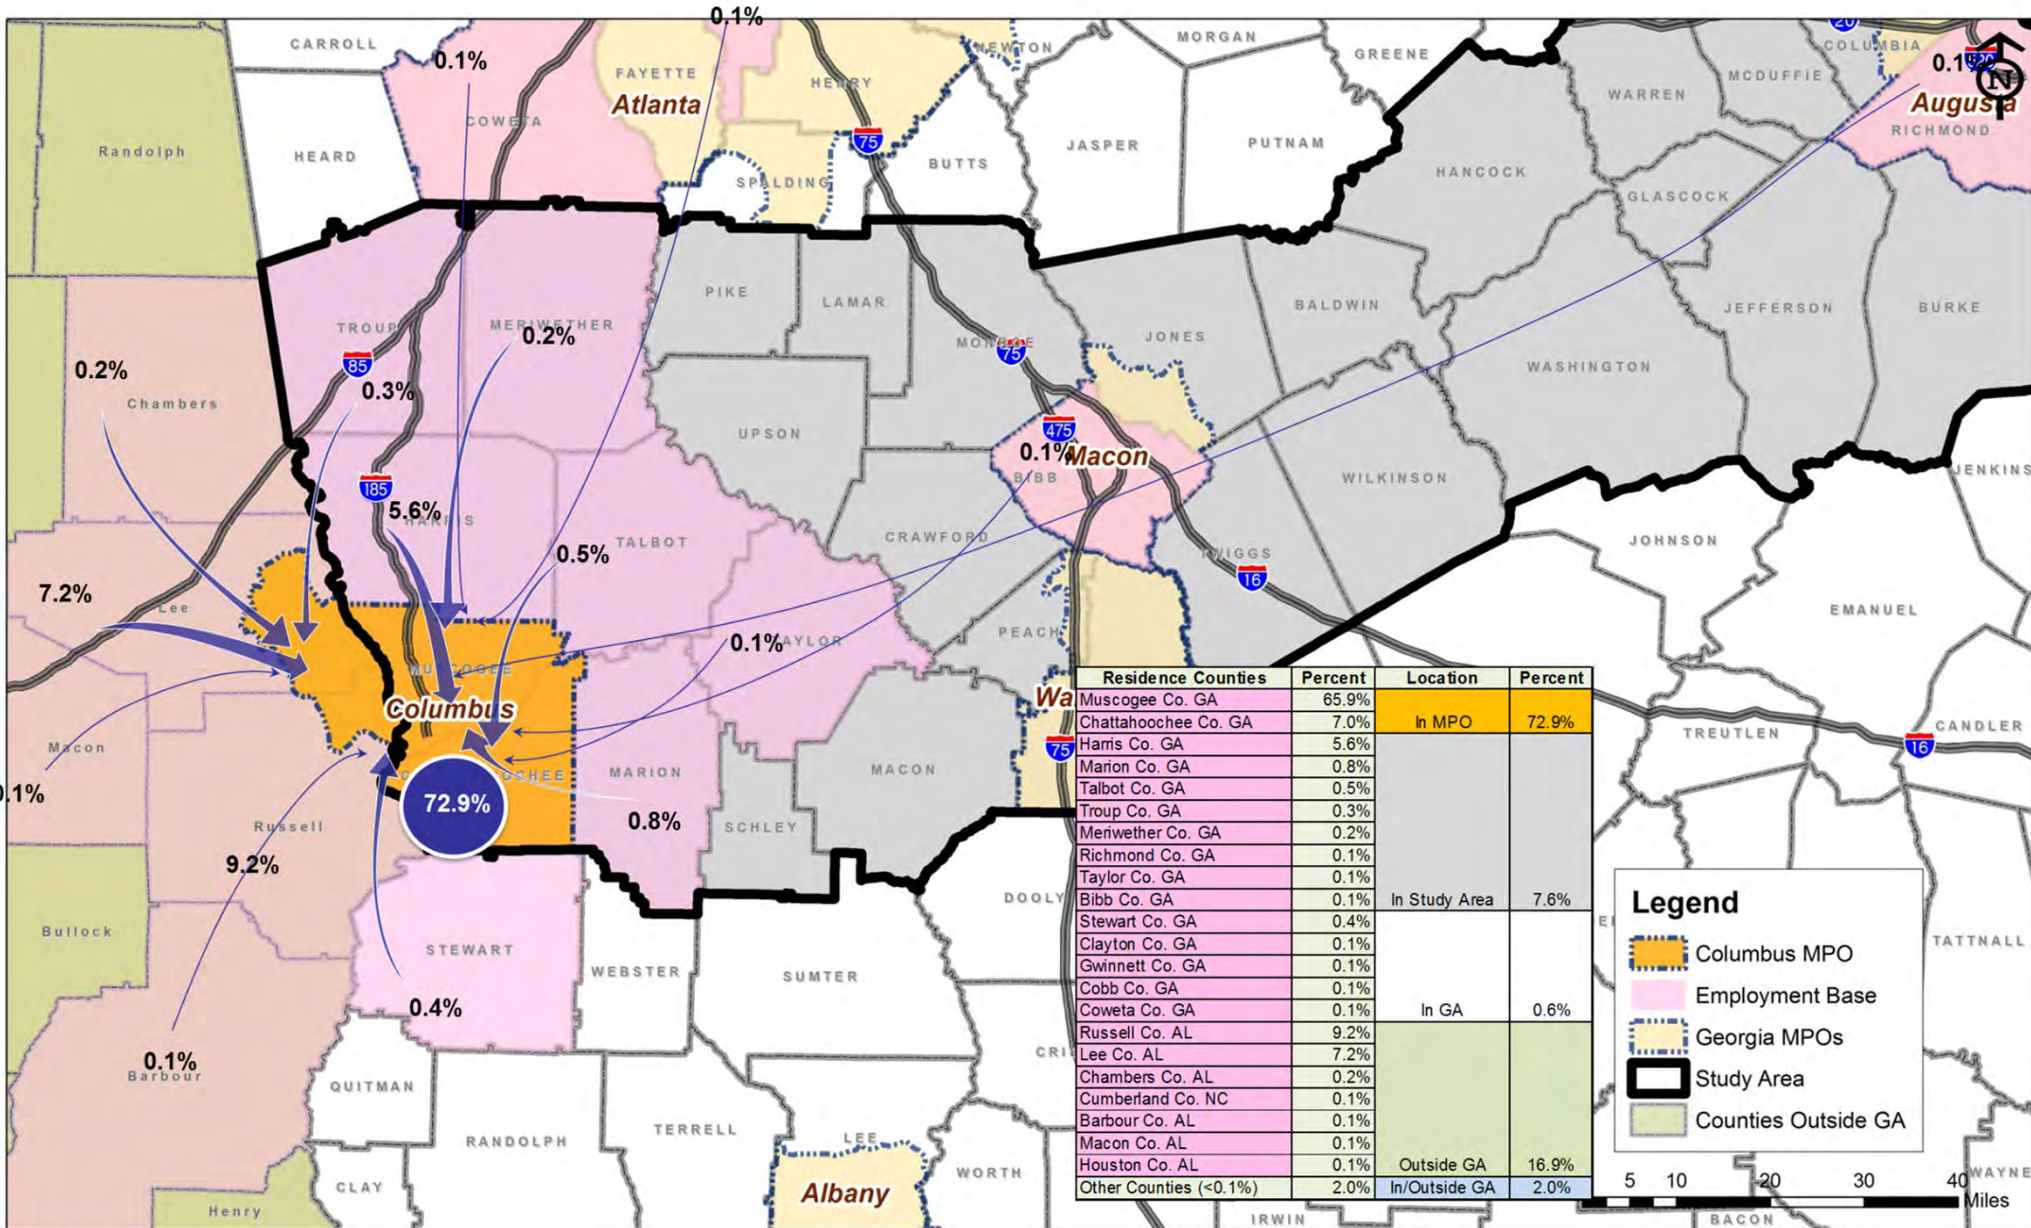 0.1%
CARROLL
0.1%
FAYETTE
Atlanta
HENRY
NEWTON
MORGAN
GREENE
20
COLUMBIA
0.1%
N
Augusta
RICHMOND
MCDUFFIE
WARREN
Randolph
HEARD
COWETA
75
SPALDING
BUTTS
JASPER
PUTNAM
HANCOCK
GLASCOCK
TROUP
MERIWETHER
0.2%
PIKE
LAMAR
MONROE
75
JONES
BALDWIN
WASHINGTON
JEFFERSON
BURKE
85
0.2%
Chambers
0.3%
UPSON
475
0.1%
Macon
BIBB
WILKINSON
JENKINS
185
5.6%
HARRIS
TALBOT
0.5%
CRAWFORD
TWIGGS
16
JOHNSON
EMANUEL
7.2%
Lee
MUSCOGEE
Columbus
0.1%
TAYLOR
PEACH
75
Macon
0.1%
MARION
MACON
72.9%
0.8%
SCHLEY
TREUTLEN
CANDLER
16
Russell
9.2%
Bullock
STEWART
0.4%
WEBSTER
SUMTER
DOOLY
TATTNALL
0.1%
Barbour
QUITMAN
RANDOLPH
TERRELL
LEE
WORTH
CLAY
Henry
Albany
IRWIN
BACON
WAYNE
Residence Counties Percent Location Percent
Muscogee Co. GA 65.9%
Chattahoochee Co. GA 7.0% In MPO 72.9%
Harris Co. GA 5.6%
Marion Co. GA 0.8%
Talbot Co. GA 0.5%
Troup Co. GA 0.3%
Meriwether Co. GA 0.2%
Richmond Co. GA 0.1%
Taylor Co. GA 0.1%
Bibb Co. GA 0.1% In Study Area 7.6%
Stewart Co. GA 0.4%
Clayton Co. GA 0.1%
Gwinnett Co. GA 0.1%
Cobb Co. GA 0.1%
Coweta Co. GA 0.1% In GA 0.6%
Russell Co. AL 9.2%
Lee Co. AL 7.2%
Chambers Co. AL 0.2%
Cumberland Co. NC 0.1%
Barbour Co. AL 0.1%
Macon Co. AL 0.1%
Houston Co. AL 0.1% Outside GA 16.9%
Other Counties (<0.1%) 2.0% In/Outside GA 2.0%
Legend
Columbus MPO
Employment Base
Georgia MPOs
Study Area
Counties Outside GA
5 10 20 30 40
Miles